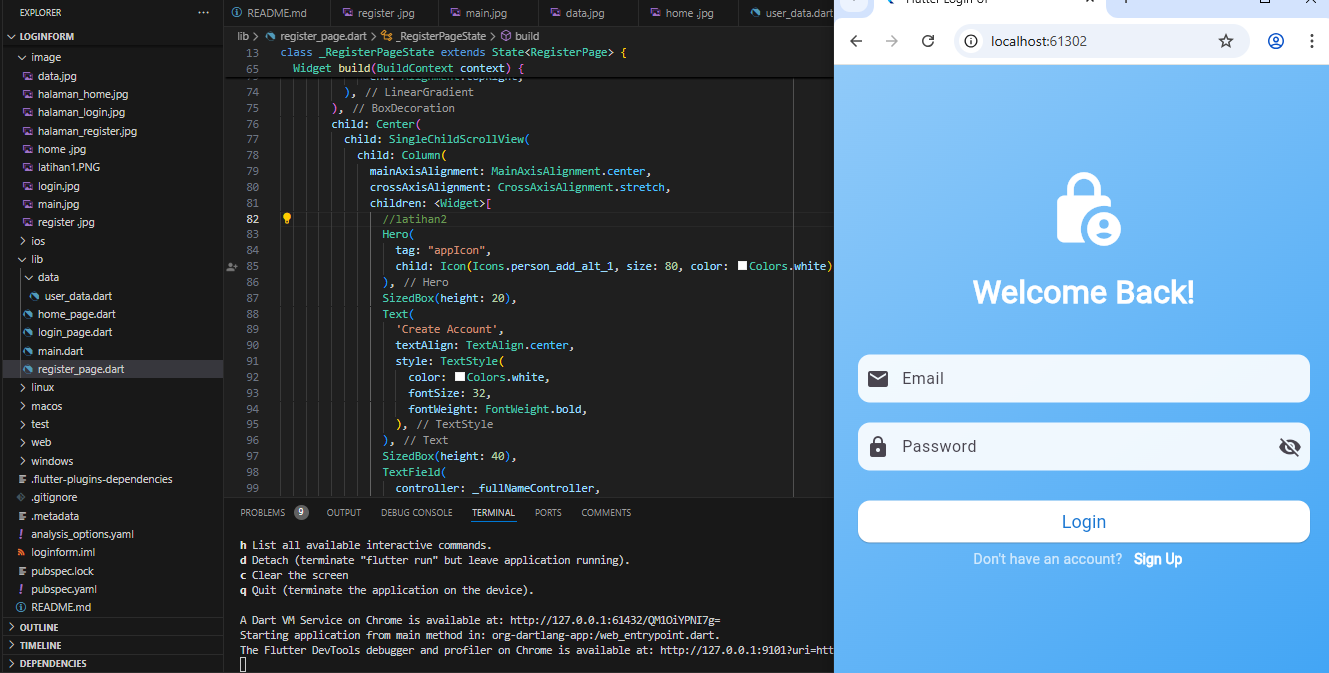 EXPLORER
LOGINFORM
image
data.jpg
halaman_home.jpg
halaman_login.jpg
halaman_register.jpg
home .jpg
latihan1.PNG
login.jpg
main.jpg
register .jpg
ios
lib
data
user_data.dart
home_page.dart
login_page.dart
main.dart
register_page.dart
linux
macos
test
web
windows
.flutter-plugins-dependencies
.gitignore
.metadata
analysis_options.yaml
loginform.iml
pubspec.lock
pubspec.yaml
README.md
OUTLINE
TIMELINE
DEPENDENCIES
README.md register .jpg main.jpg data.jpg home .jpg user_data.dart
lib > register_page.dart > _RegisterPageState > build
13 class _RegisterPageState extends State<RegisterPage> {
65 Widget build(BuildContext context) {
74 ), // LinearGradient
75 ), // BoxDecoration
76 child: Center(
77 child: SingleChildScrollView(
78 child: Column(
79 mainAxisAlignment: MainAxisAlignment.center,
80 crossAxisAlignment: CrossAxisAlignment.stretch,
81 children: <Widget>[
82 //latihan2
83 Hero(
84 tag: "appIcon",
85 child: Icon(Icons.person_add_alt_1, size: 80, color: Colors.white)
86 ), // Hero
87 SizedBox(height: 20),
88 Text(
89 'Create Account',
90 textAlign: TextAlign.center,
91 style: TextStyle(
92 color: Colors.white,
93 fontSize: 32,
94 fontWeight: FontWeight.bold,
95 ), // TextStyle
96 ), // Text
97 SizedBox(height: 40),
98 TextField(
99 controller: _fullNameController,
PROBLEMS 9 OUTPUT DEBUG CONSOLE TERMINAL PORTS COMMENTS
h List all available interactive commands.
d Detach (terminate "flutter run" but leave application running).
c Clear the screen
q Quit (terminate the application on the device).
A Dart VM Service on Chrome is available at: http://127.0.0.1:61432/QM1OiYPNI7g=
Starting application from main method in: org-dartlang-app:/web_entrypoint.dart.
The Flutter DevTools debugger and profiler on Chrome is available at: http://127.0.0.1:9101?uri=htt
localhost:61302
Welcome Back!
Email
Password
Login
Don't have an account? Sign Up